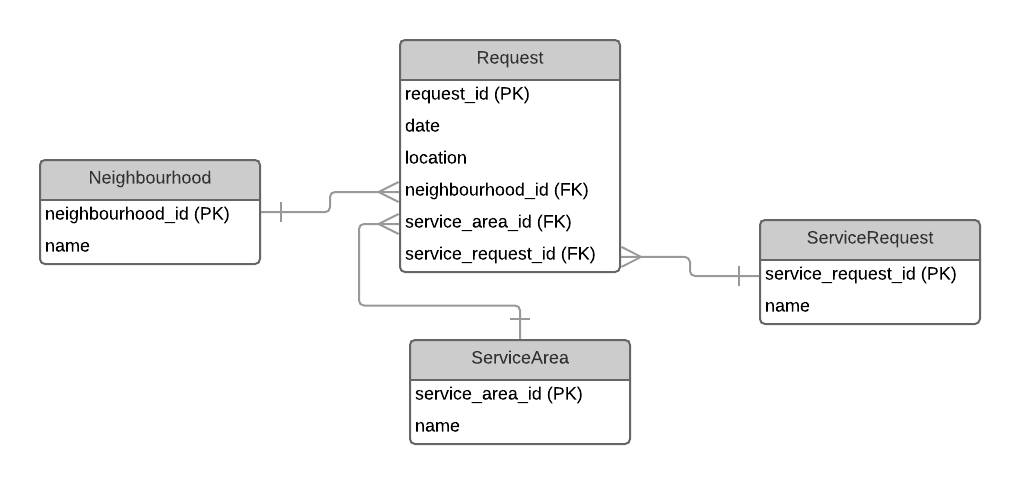 Request
request_id (PK)
date
location
neighbourhood_id (FK)
service_area_id (FK)
service_request_id (FK)
Neighbourhood
neighbourhood_id (PK)
name
ServiceRequest
service_request_id (PK)
name
ServiceArea
service_area_id (PK)
name